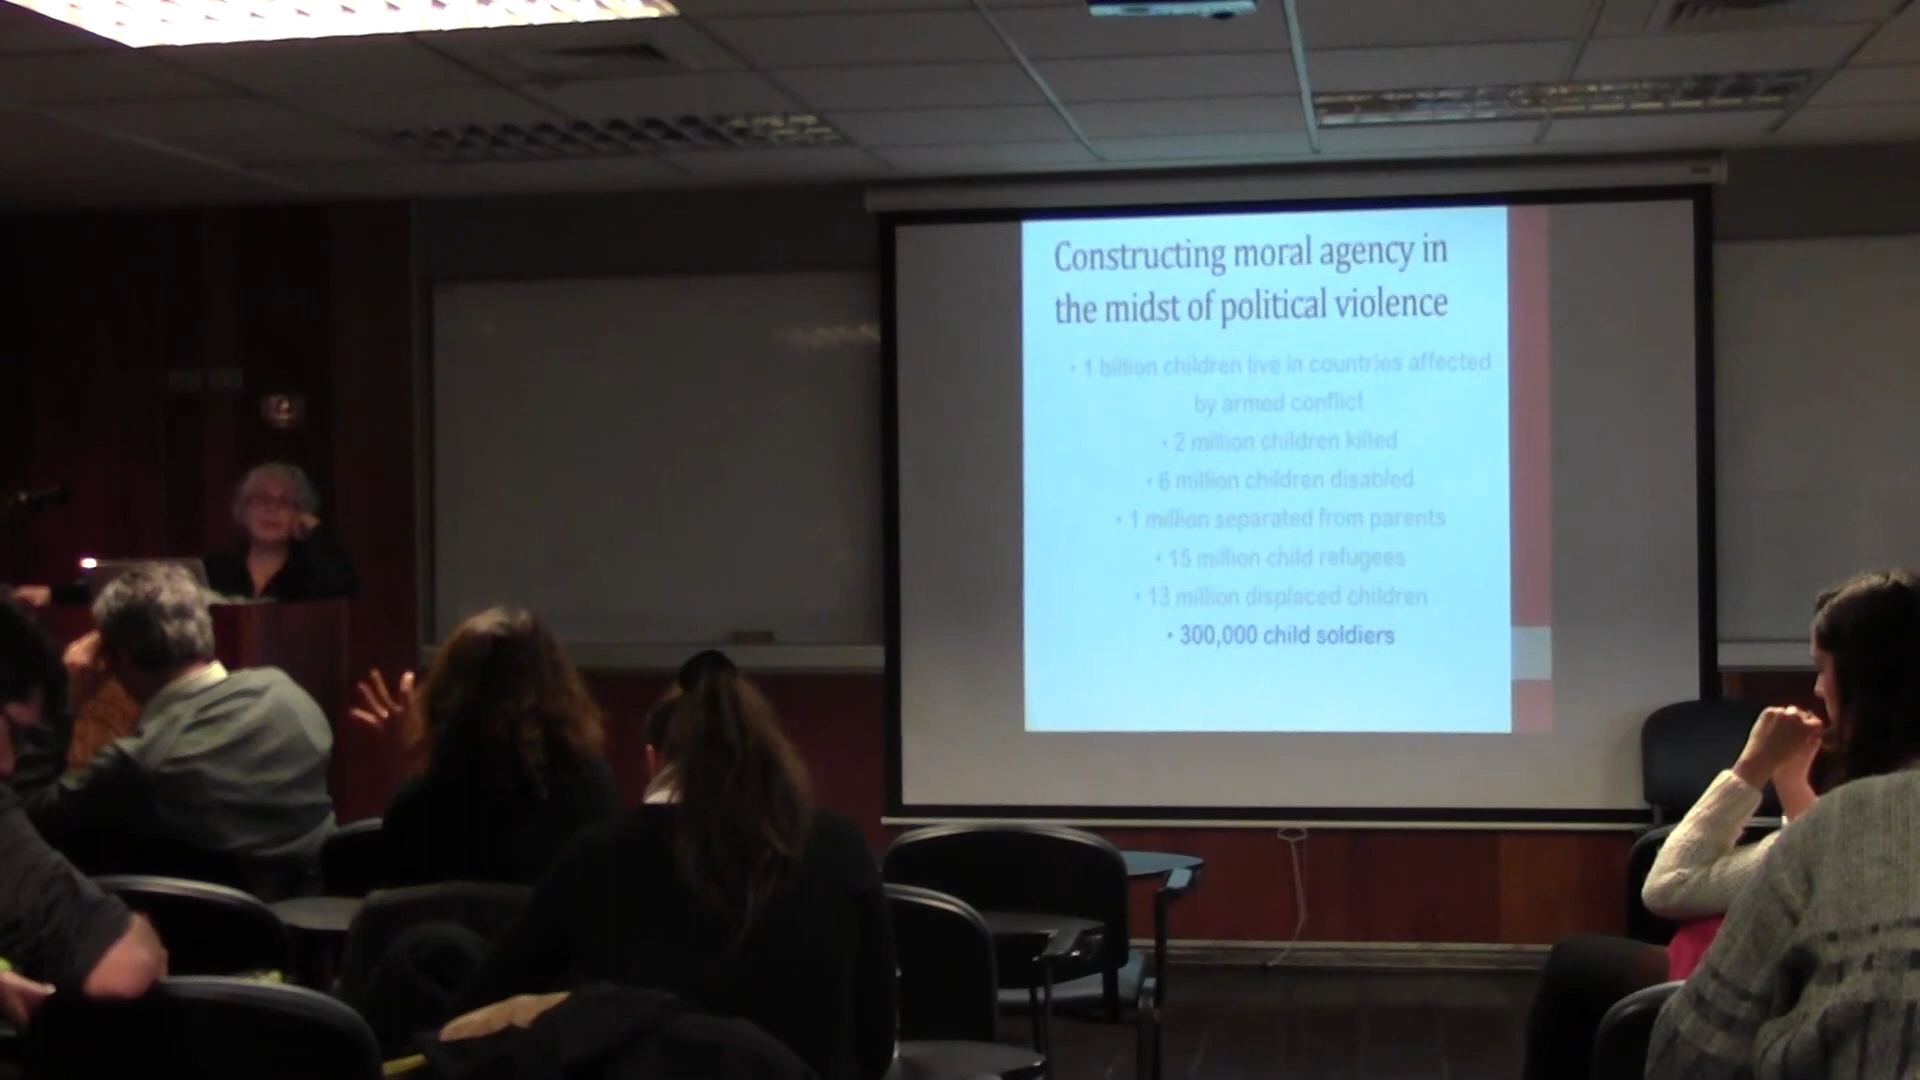 Constructing moral agency in
the midst of political violence
• 1 billion children live in countries affected
by armed conflict
• 2 million children killed
• 6 million children disabled
• 1 million separated from parents
• 15 million child refugees
• 13 million displaced children
• 300,000 child soldiers